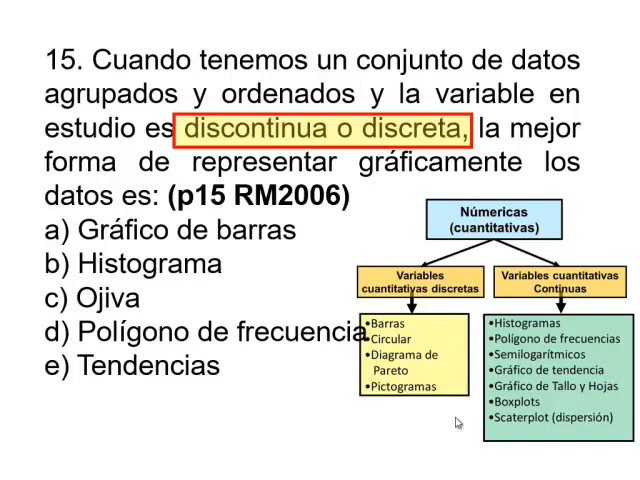 15. Cuando tenemos un conjunto de datos
agrupados y ordenados y la variable en
estudio es discontinua o discreta, la mejor
forma de representar gráficamente los
datos es: (p15 RM2006)
a) Gráfico de barras
b) Histograma
c) Ojiva
d) Polígono de frecuencia
e) Tendencias
Númericas
(cuantitativas)
Variables
cuantitativas discretas
Variables cuantitativas
Continuas
•Barras
•Circular
•Diagrama de
Pareto
•Pictogramas
•Histogramas
•Polígono de frecuencias
•Semilogarítmicos
•Gráfico de tendencia
•Gráfico de Tallo y Hojas
•Boxplots
•Scaterplot (dispersión)